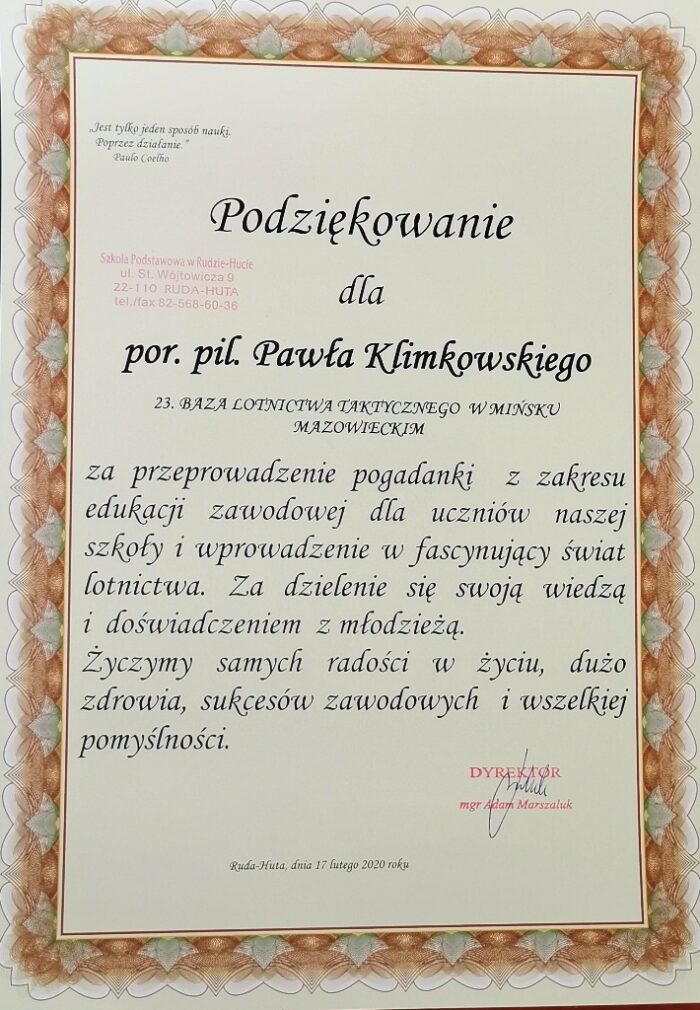 „Jest tylko jeden sposób nauki.
Poprzez działanie.”
Paulo Coelho
Podziękowanie
Szkoła Podstawowa w Rudzie-Hucie
ul. St. Wójtowicza 9
22-110 RUDA-HUTA
tel./fax 82-568-60-36
dla
por. pil. Pawła Klimkowskiego
23. BAZA LOTNICTWA TAKTYCZNEGO W MIŃSKU
MAZOWIECKIM
za przeprowadzenie pogadanki z zakresu
edukacji zawodowej dla uczniów naszej
szkoły i wprowadzenie w fascynujący świat
lotnictwa. Za dzielenie się swoją wiedzą
i doświadczeniem z młodzieżą.
Życzymy samych radości w życiu, dużo
zdrowia, sukcesów zawodowych i wszelkiej
pomyślności.
DYREKTOR
mgr Adam Marszaluk
Ruda-Huta, dnia 17 lutego 2020 roku